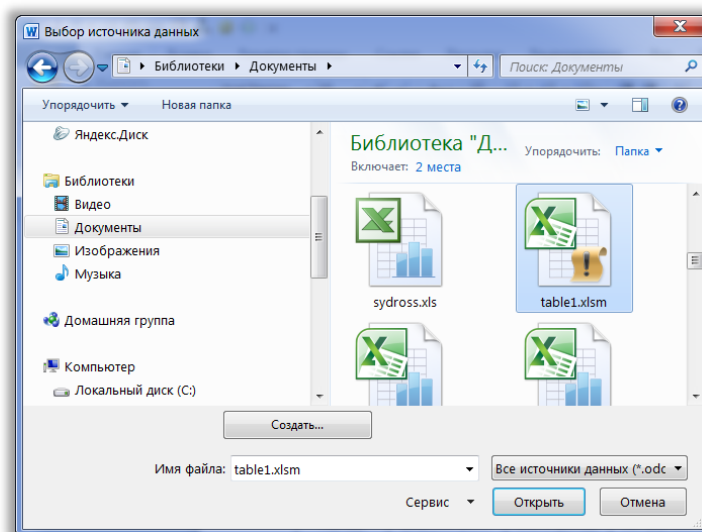 Выбор источника данных
Библиотеки Документы
Поиск: Документы
Упорядочить
Новая папка
Яндекс.Диск
Библиотеки
Видео
Документы
Изображения
Музыка
Домашняя группа
Компьютер
Локальный диск (C:)
Библиотека "Д...
Включает: 2 места
Упорядочить: Папка
sydross.xls
table1.xlsm
Создать...
Имя файла: table1.xlsm
Все источники данных (*.odc
Сервис
Открыть
Отмена